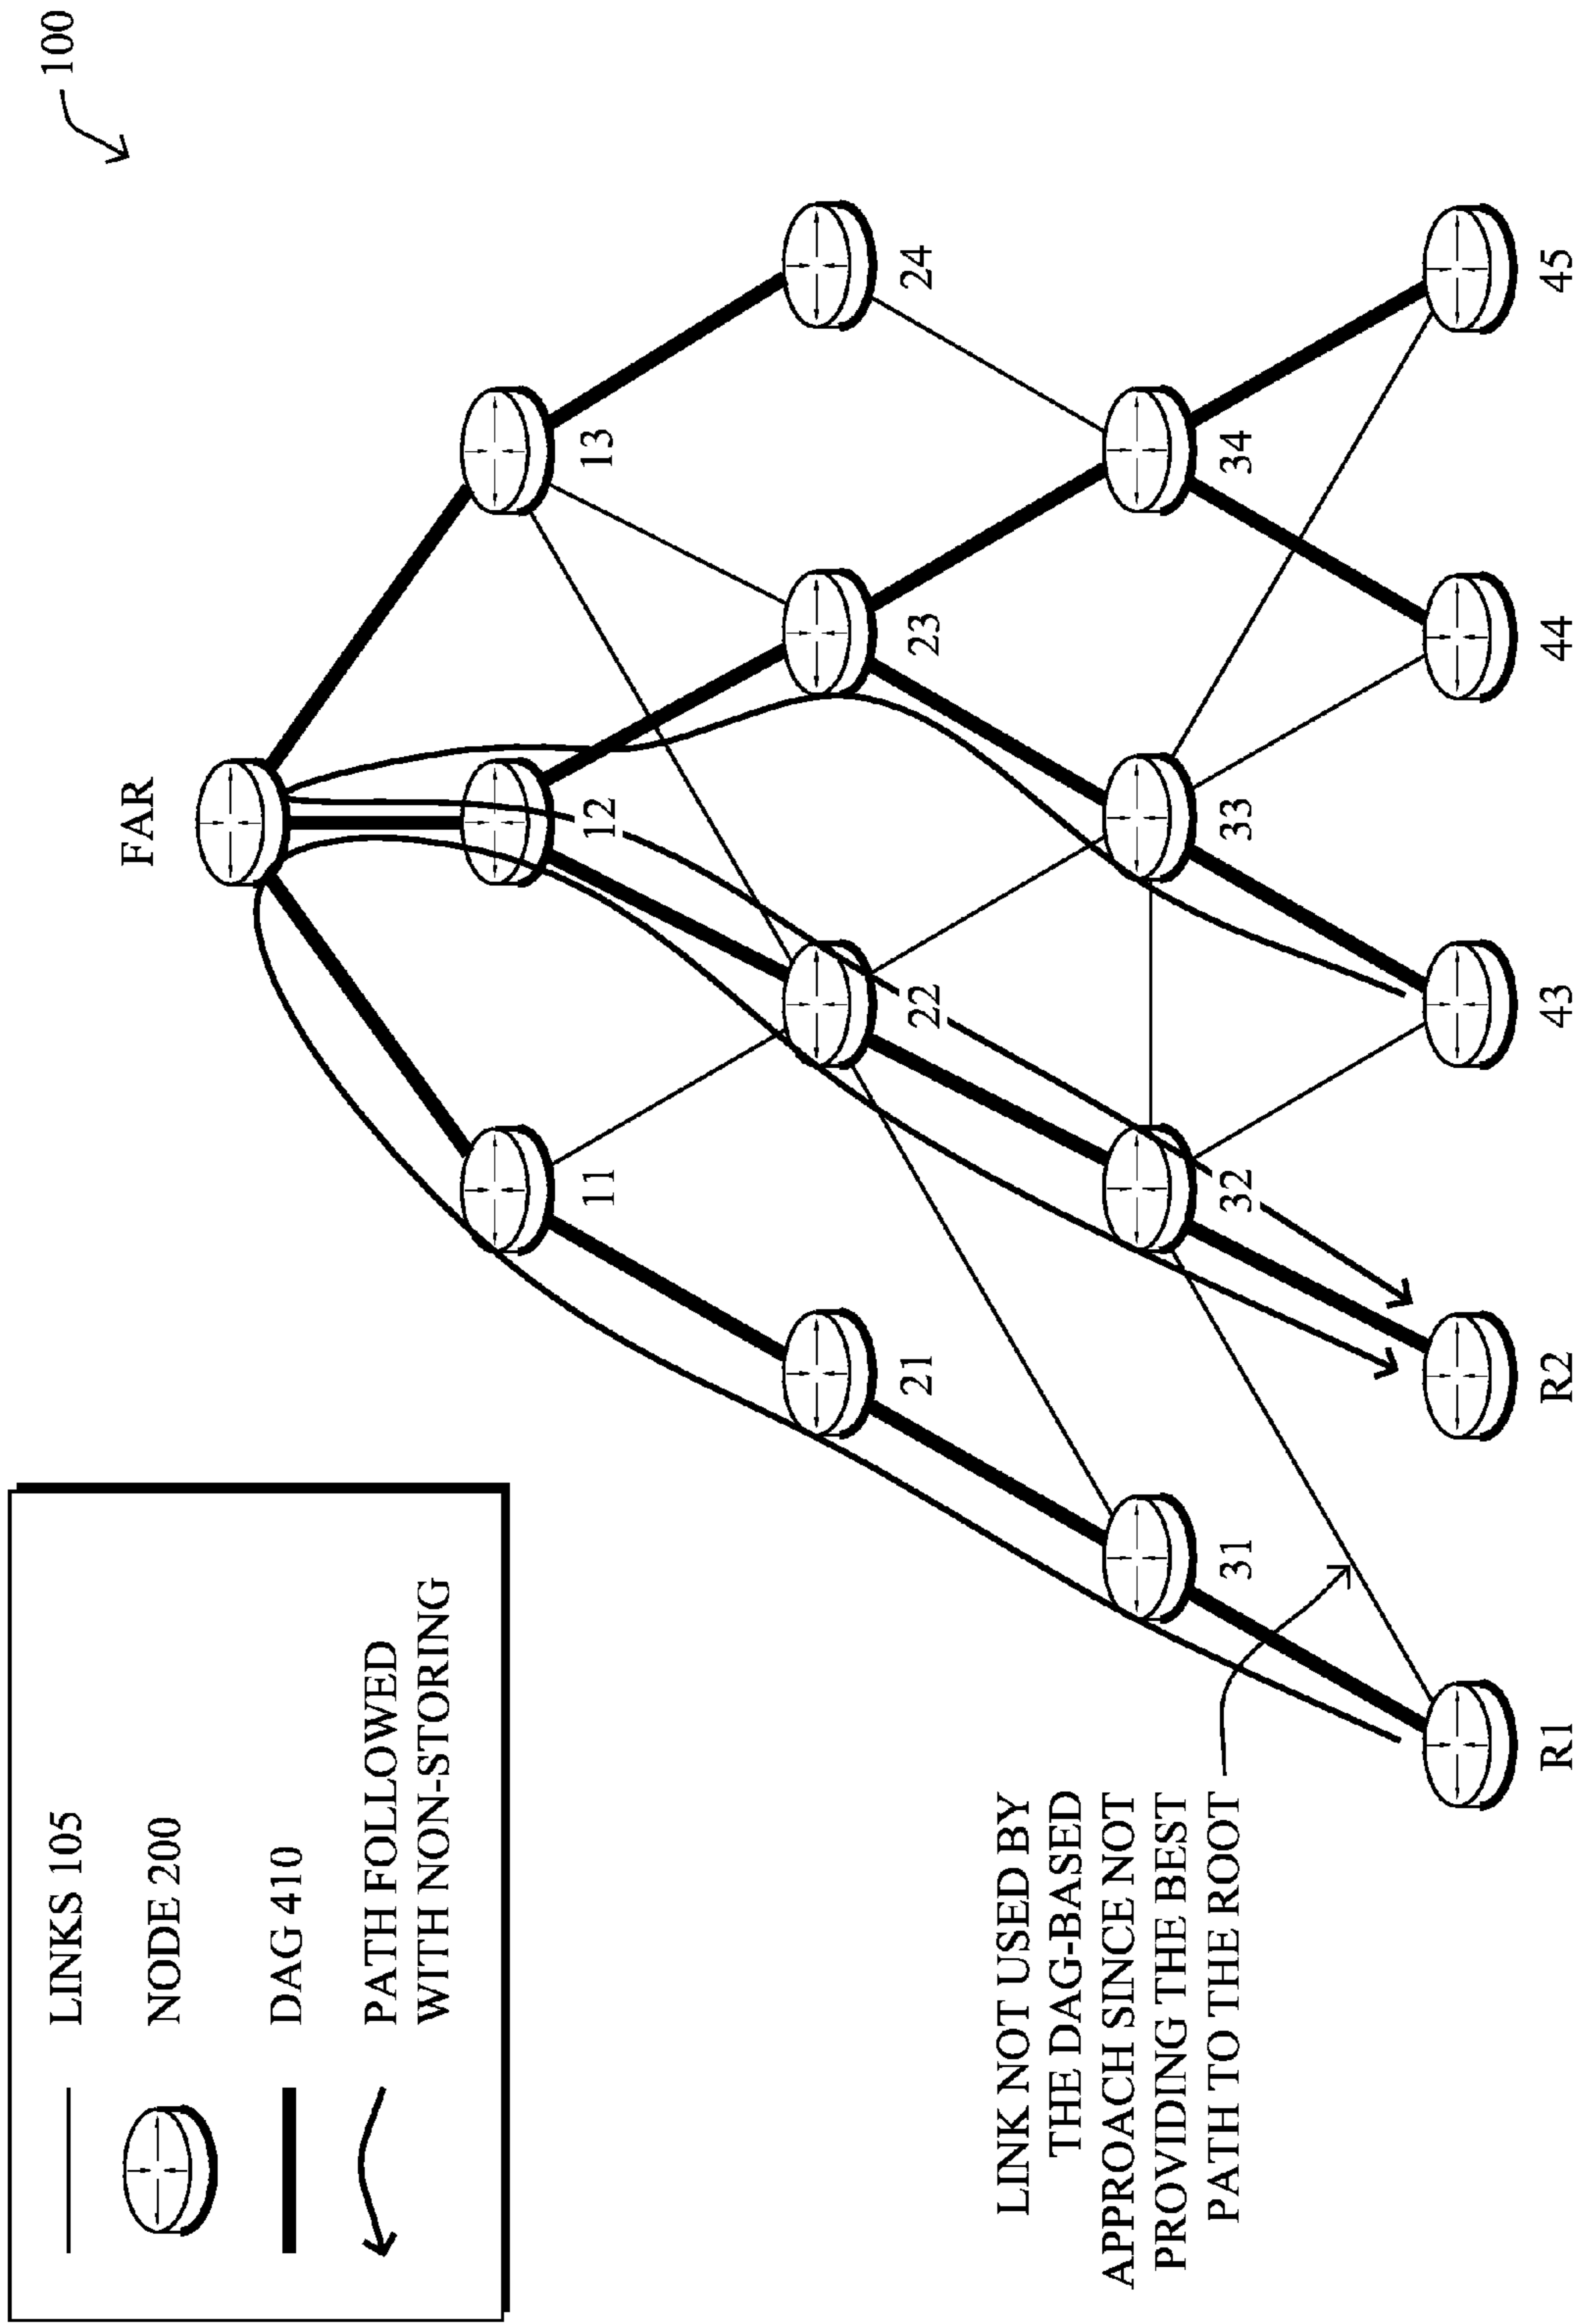 100
LINKS 105
NODE 200
DAG 410
PATH FOLLOWED
WITH NON-STORING
FAR
11
12
13
21
22
23
24
31
32
33
34
LINK NOT USED BY
THE DAG-BASED
APPROACH SINCE NOT
PROVIDING THE BEST
PATH TO THE ROOT
R1
R2
43
44
45